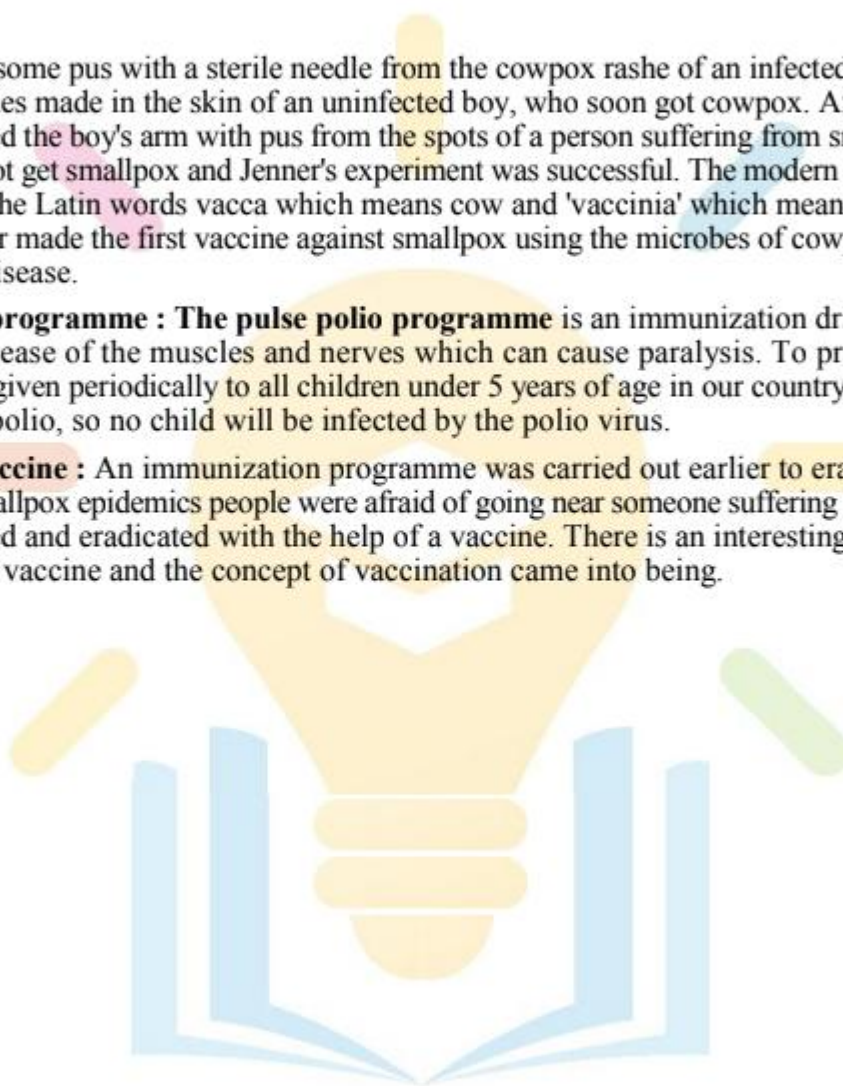 some pus with a sterile needle from the cowpox rashe of an infected
es made in the skin of an uninfected boy, who soon got cowpox. A
d the boy's arm with pus from the spots of a person suffering from
ot get smallpox and Jenner's experiment was successful. The modern
he Latin words vacca which means cow and 'vaccinia' which mean
r made the first vaccine against smallpox using the microbes of cow
isease.
programme : The pulse polio programme is an immunization dr
ease of the muscles and nerves which can cause paralysis. To pr
given periodically to all children under 5 years of age in our country
polio, so no child will be infected by the polio virus.
ccine : An immunization programme was carried out earlier to era
allpox epidemics people were afraid of going near someone suffering
d and eradicated with the help of a vaccine. There is an interesting
vaccine and the concept of vaccination came into being.